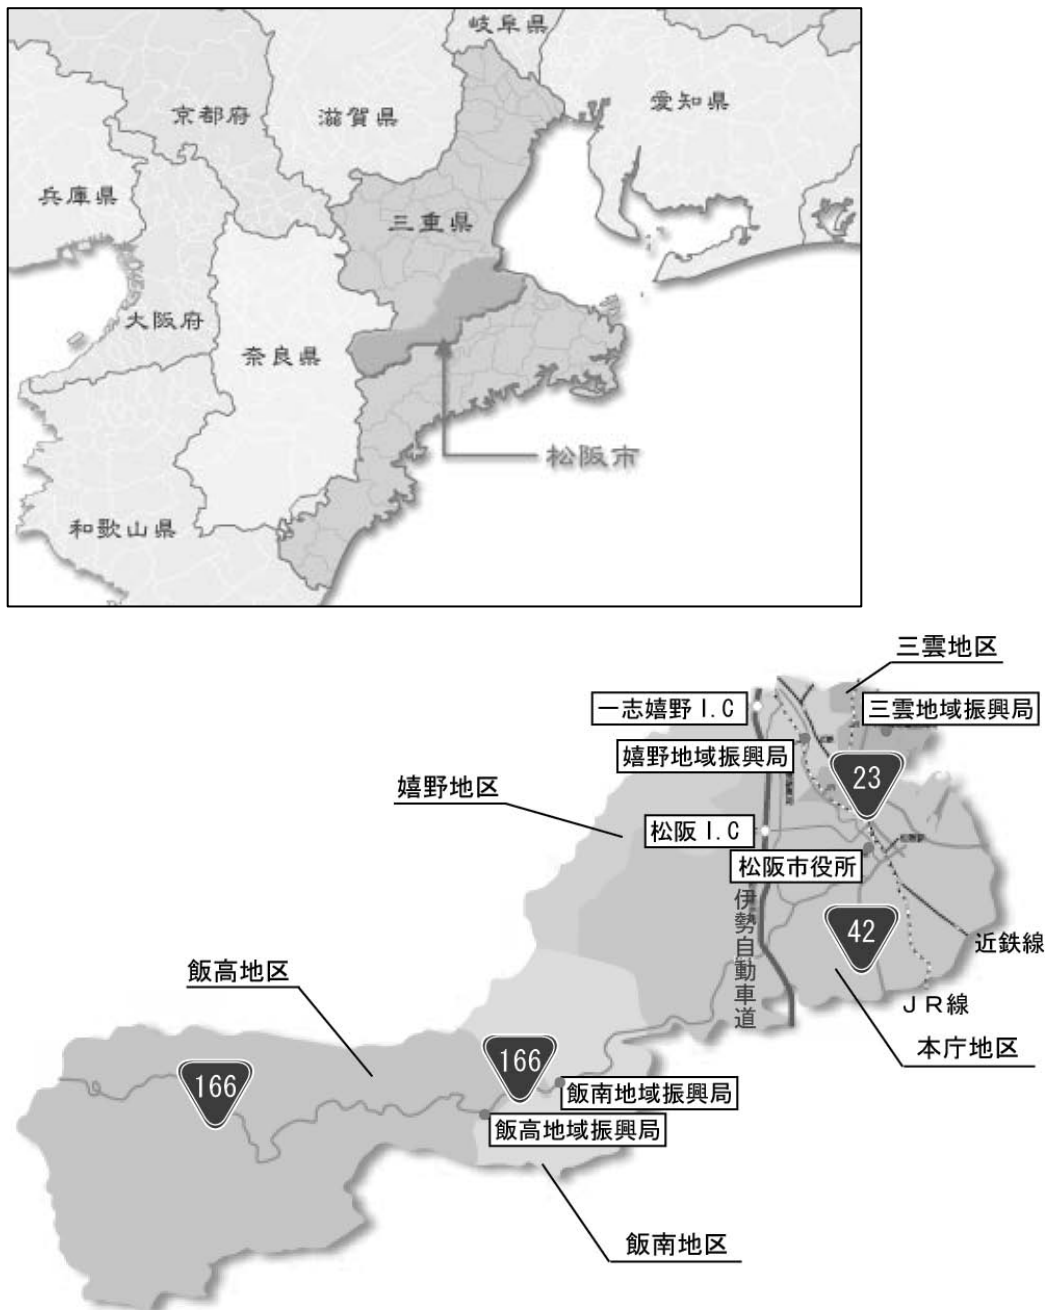 岐阜県
京都府
滋賀県
愛知県
兵庫県
三重県
大阪府
奈良県
松阪市
和歌山県
三雲地区
一志嬉野 I.C
三雲地域振興局
嬉野地域振興局
23
嬉野地区
松阪 I.C
松阪市役所
伊勢自動車道
42
近鉄線
飯高地区
JR線
本庁地区
166
166
飯南地域振興局
飯高地域振興局
飯南地区